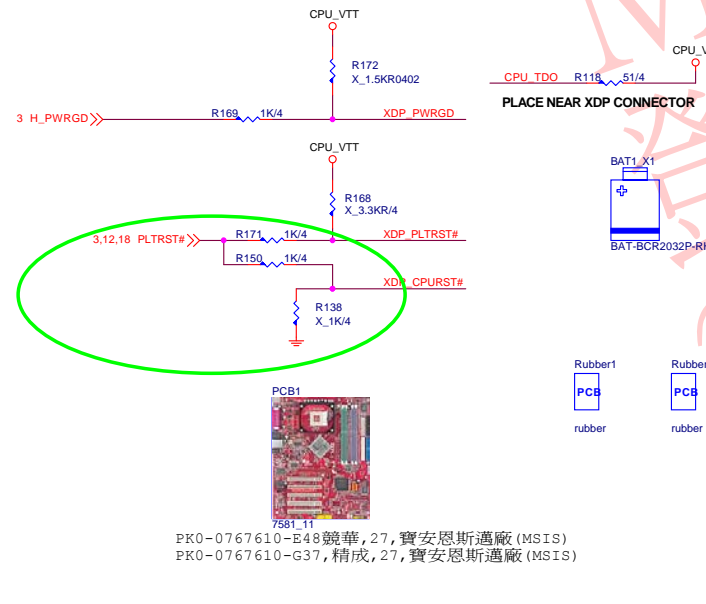 CPU_VTT
R172
X_1.5KR0402
3 H_PWRGD
R169
1K/4
XDP_PWRGD
CPU_TDO
R118
51/4
PLACE NEAR XDP CONNECTOR
CPU_VTT
R168
X_3.3KR/4
3,12,18 PLTRST#
R171
1K/4
XDP_PLTRST#
R150
1K/4
XDP_CPURST#
R138
X_1K/4
BAT1_X1
BAT-BCR2032P-RH
Rubber1
PCB
rubber
PCB
rubber
PCB1
7581_11
PK0-0767610-E48競華,27,寶安恩斯邁廠(MSIS)
PK0-0767610-G37,精成,27,寶安恩斯邁廠(MSIS)